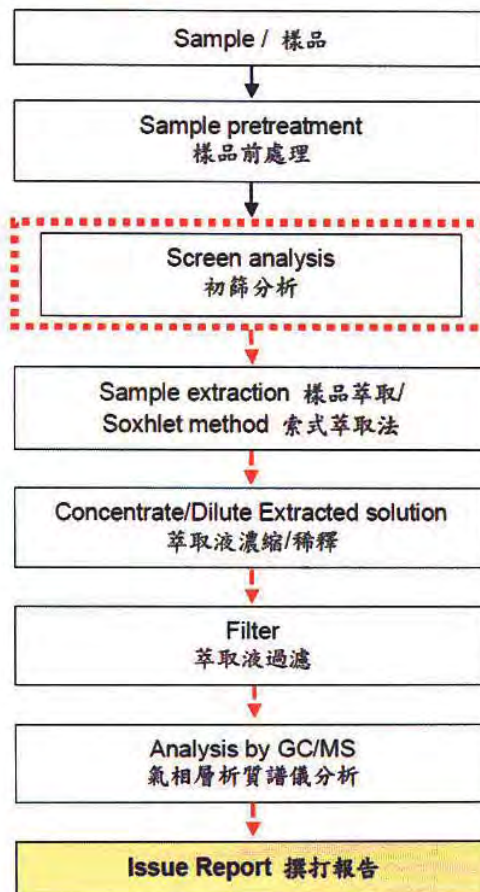 Sample / 樣品
Sample pretreatment
樣品前處理
Screen analysis
初篩分析
Sample extraction 樣品萃取/
Soxhlet method 索式萃取法
Concentrate/Dilute Extracted solution
萃取液濃縮/稀釋
Filter
萃取液過濾
Analysis by GC/MS
氣相層析質譜儀分析
Issue Report 撰打報告